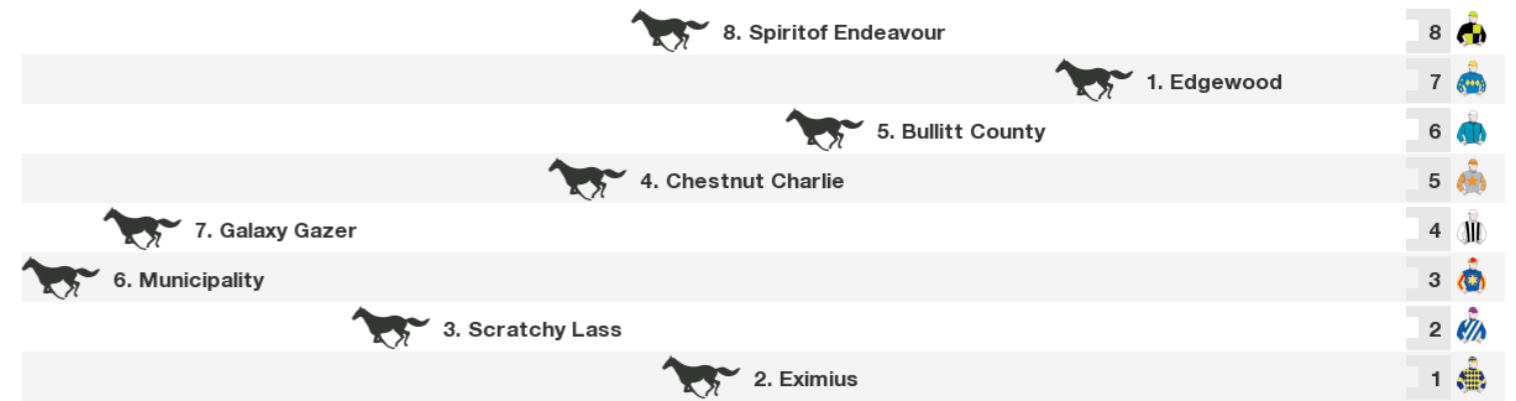 8. Spiritof Endeavour 8
1. Edgewood 7
5. Bullitt County 6
4. Chestnut Charlie 5
7. Galaxy Gazer 4
6. Municipality 3
3. Scratchy Lass 2
2. Eximius 1